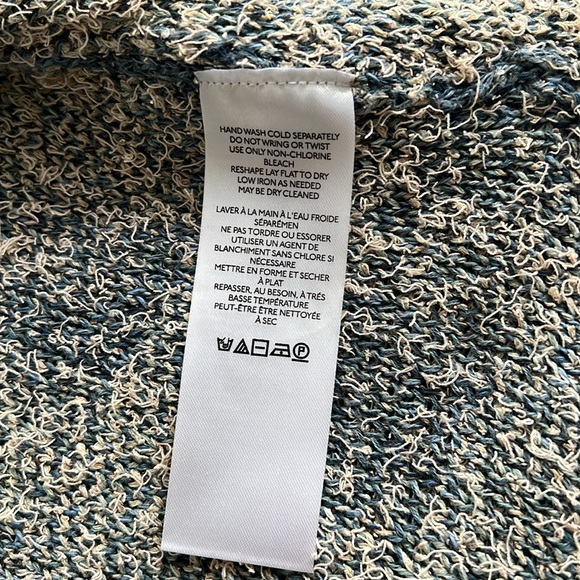 HAND WASH COLD SEPARATELY
DO NOT WRING OR TWIST
USE ONLY NON-CHLORINE
BLEACH
RESHAPE LAY FLAT TO DRY
LOW IRON AS NEEDED
MAY BE DRY CLEANED
LAVER À LA MAIN À L'EAU FROIDE
SÉPARÉMEN
NE PAS TORDRE OU ESSORER
UTILISER UN AGENT DE
BLANCHIMENT SANS CHLORE SI
NÉCESSAIRE
METTRE EN FORME ET SECHER
À PLAT
REPASSER, AU BESOIN, À TRÉS
BASSE TEMPÉRATURE
PEUT-ÊTRE ÊTRE NETTOYÉE
À SEC
P